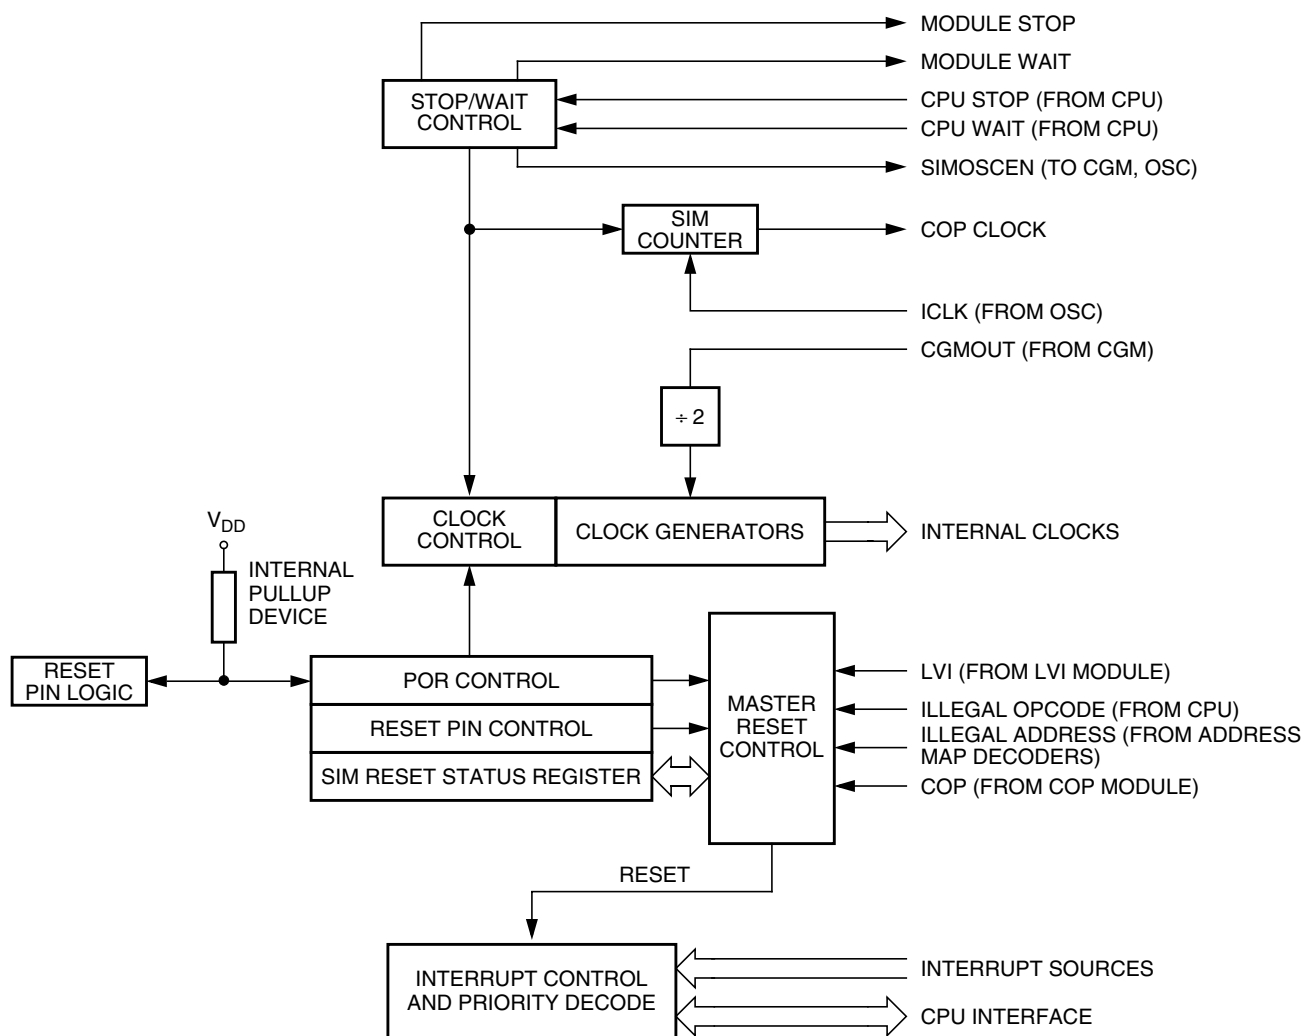 MODULE STOP
MODULE WAIT
STOP/WAIT
CONTROL
CPU STOP (FROM CPU)
CPU WAIT (FROM CPU)
SIMOSCEN (TO CGM, OSC)
SIM
COUNTER
COP CLOCK
ICLK (FROM OSC)
CGMOUT (FROM CGM)
÷ 2
CLOCK
CONTROL
CLOCK GENERATORS
INTERNAL CLOCKS
VDD
INTERNAL
PULLUP
DEVICE
RESET
PIN LOGIC
POR CONTROL
RESET PIN CONTROL
SIM RESET STATUS REGISTER
MASTER
RESET
CONTROL
LVI (FROM LVI MODULE)
ILLEGAL OPCODE (FROM CPU)
ILLEGAL ADDRESS (FROM ADDRESS
MAP DECODERS)
COP (FROM COP MODULE)
RESET
INTERRUPT CONTROL
AND PRIORITY DECODE
INTERRUPT SOURCES
CPU INTERFACE